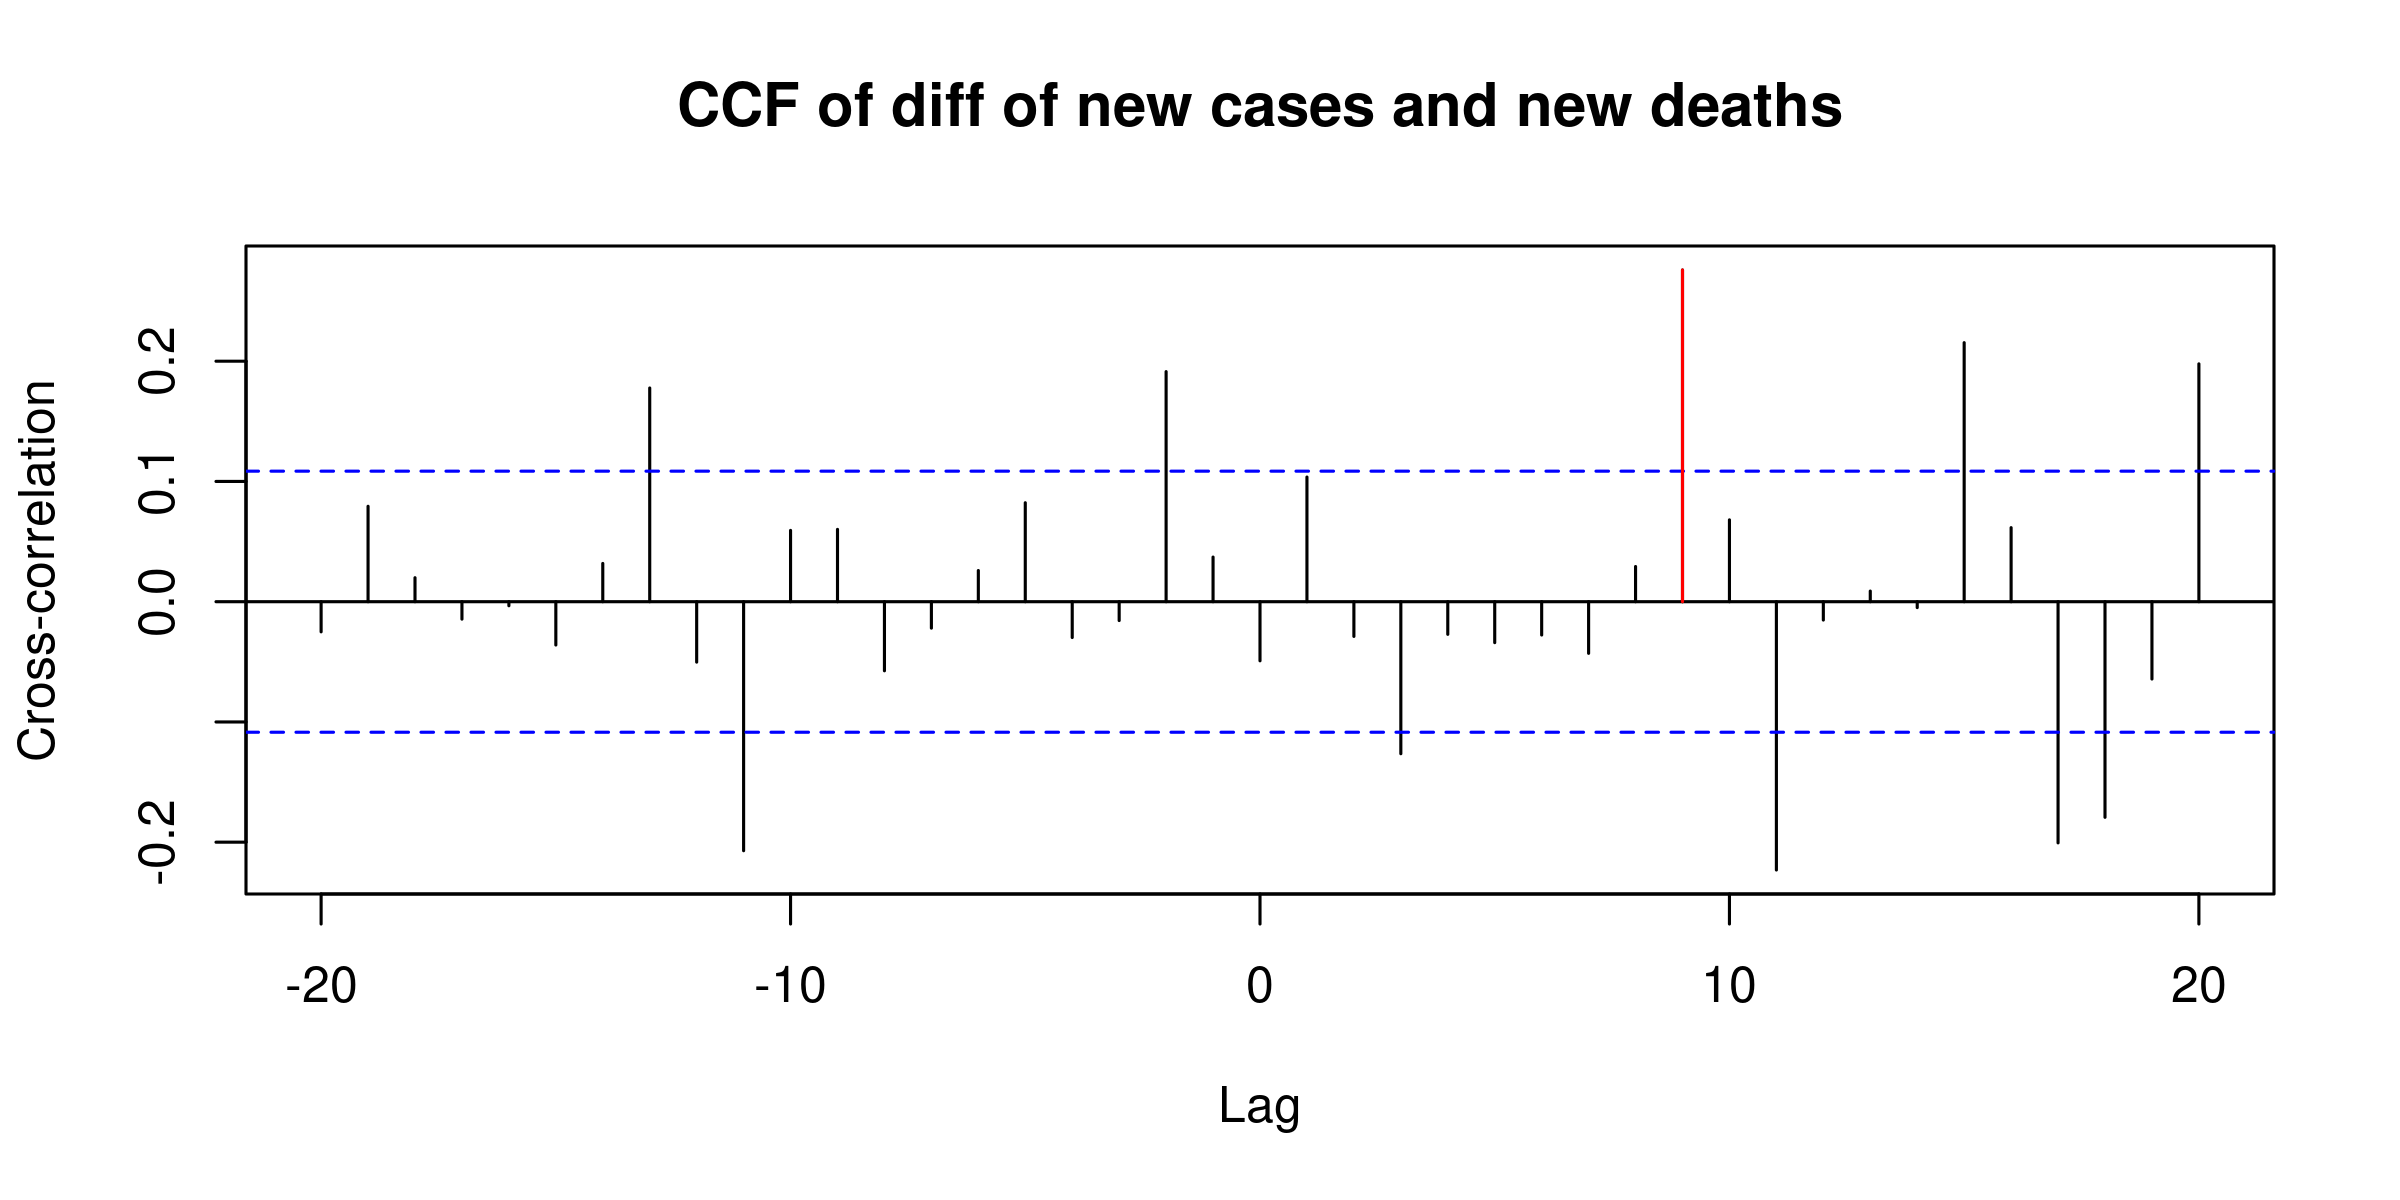 CCF of diff of new cases and new deaths
Cross-correlation
0.2
0.1
0.0
-0.2
-20 -10 0 10 20
Lag